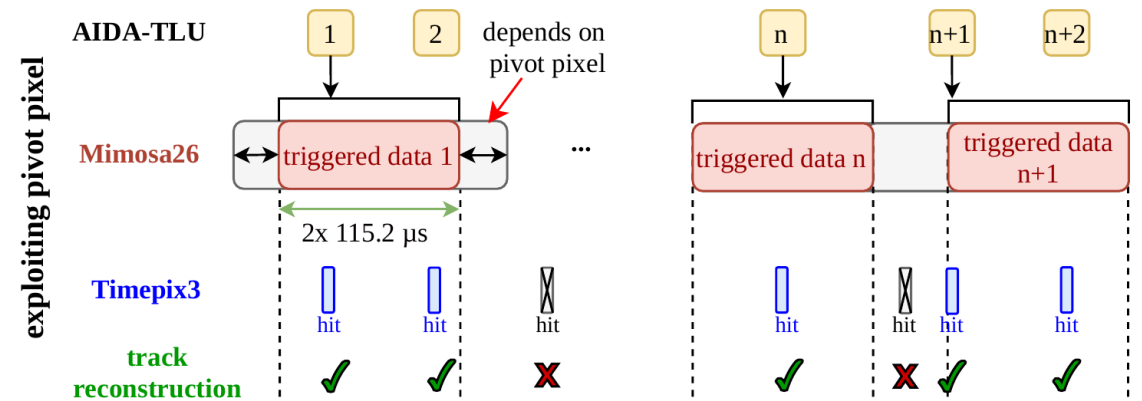 AIDA-TLU
1
2
depends on
pivot pixel
n
n+1
n+2
exploiting pivot pixel
Mimosa26
triggered data 1
...
triggered data n
triggered data
n+1
2x 115.2 µs
Timepix3
hit
hit
hit
hit
hit
hit
hit
track
reconstruction